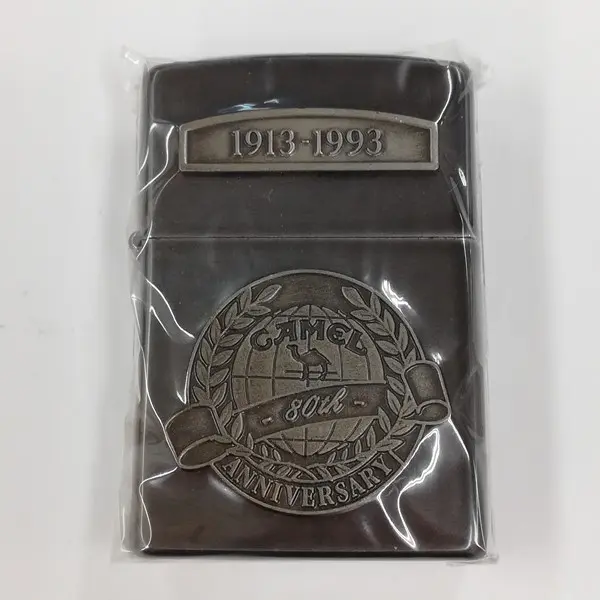 1913-1993
CAMEL
- 80th -
ANNIVERSARY